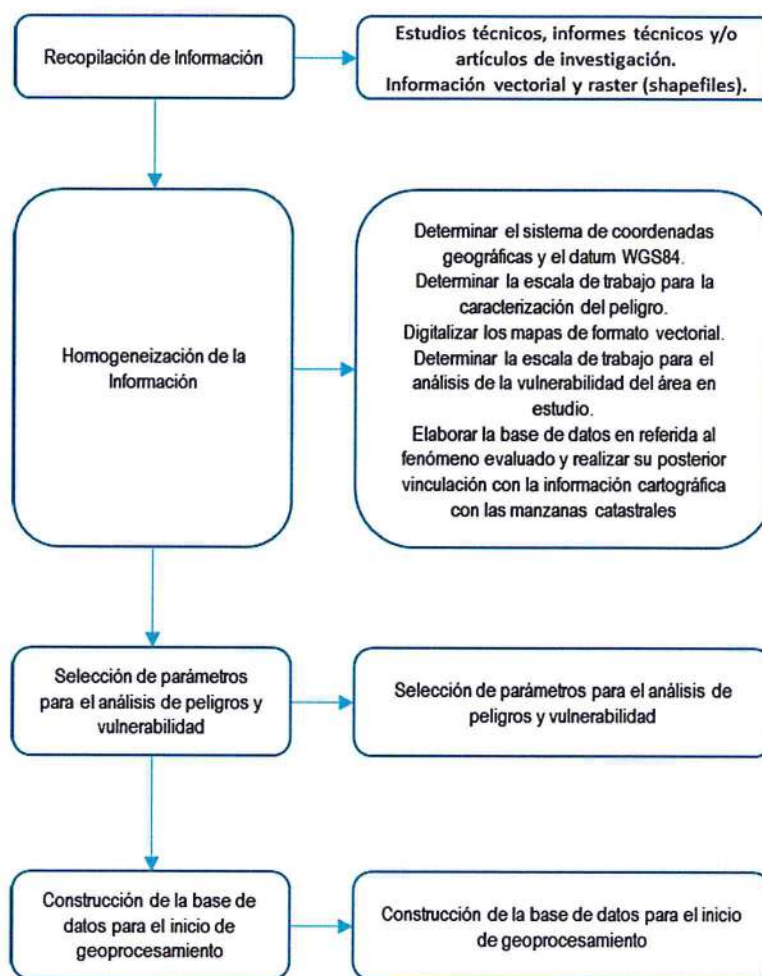 Recopilación de Información
Estudios técnicos, informes técnicos y/o
artículos de investigación.
Información vectorial y raster (shapefiles).
Homogeneización de la
Información
Determinar el sistema de coordenadas
geográficas y el datum WGS84.
Determinar la escala de trabajo para la
caracterización del peligro.
Digitalizar los mapas de formato vectorial.
Determinar la escala de trabajo para el
análisis de la vulnerabilidad del área en
estudio.
Elaborar la base de datos en referida al
fenómeno evaluado y realizar su posterior
vinculación con la información cartográfica
con las manzanas catastrales
Selección de parámetros
para el análisis de peligros y
vulnerabilidad
Selección de parámetros para el análisis de
peligros y vulnerabilidad
Construcción de la base de
datos para el inicio de
geoprocesamiento
Construcción de la base de datos para el inicio
de geoprocesamiento